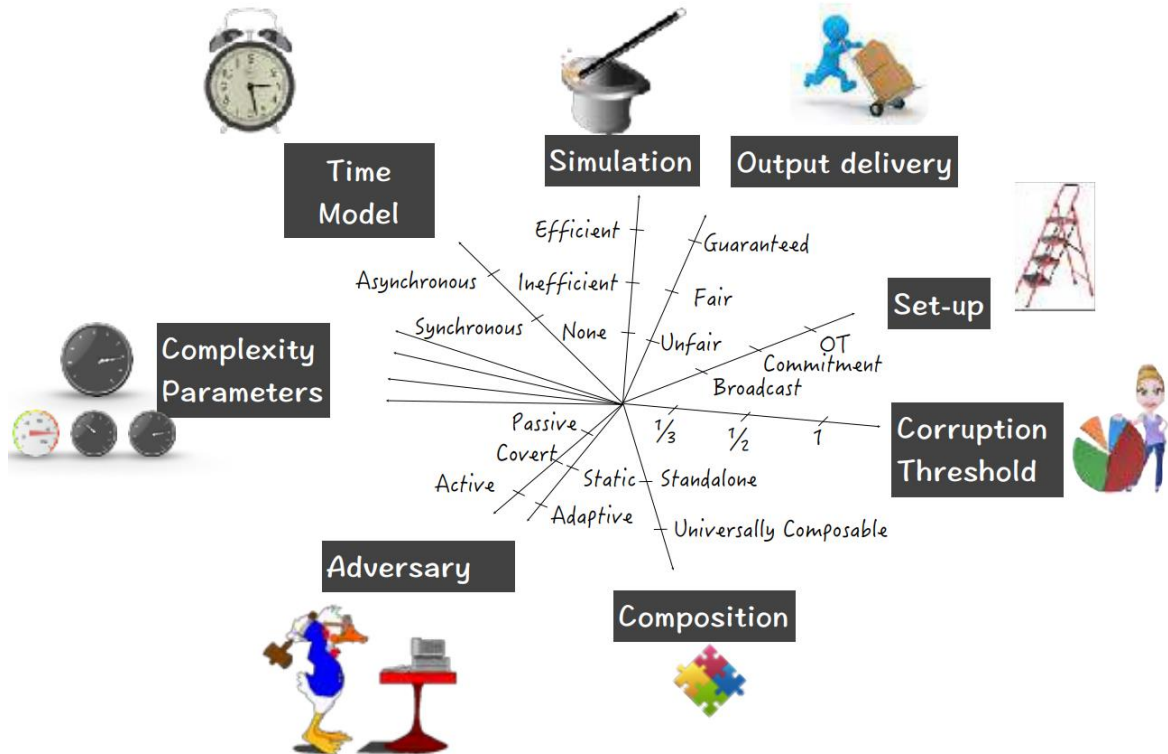 Time
Model
Simulation
Output delivery
Efficient
Guaranteed
Asynchronous
Inefficient
Fair
Set-up
Synchronous
None
Unfair
OT
Commitment
Broadcast
Complexity
Parameters
1/3
1/2
1
Corruption
Threshold
Passive
Covert
Active
Static
Standalone
Adaptive
Universally Composable
Adversary
Composition